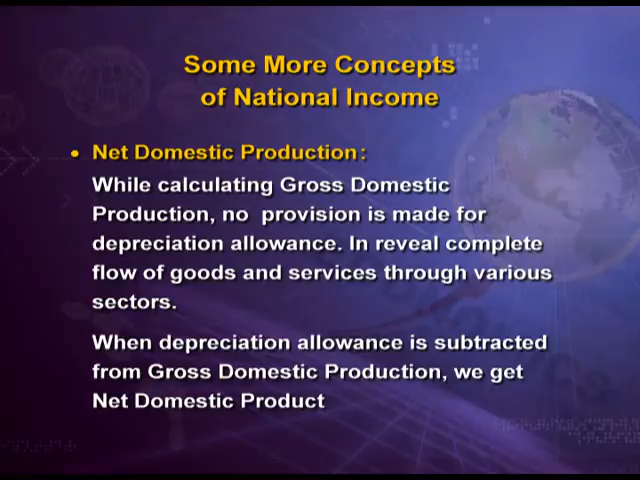 Some More Concepts
of National Income
• Net Domestic Production:
While calculating Gross Domestic
Production, no provision is made for
depreciation allowance. In reveal complete
flow of goods and services through various
sectors.
When depreciation allowance is subtracted
from Gross Domestic Production, we get
Net Domestic Product